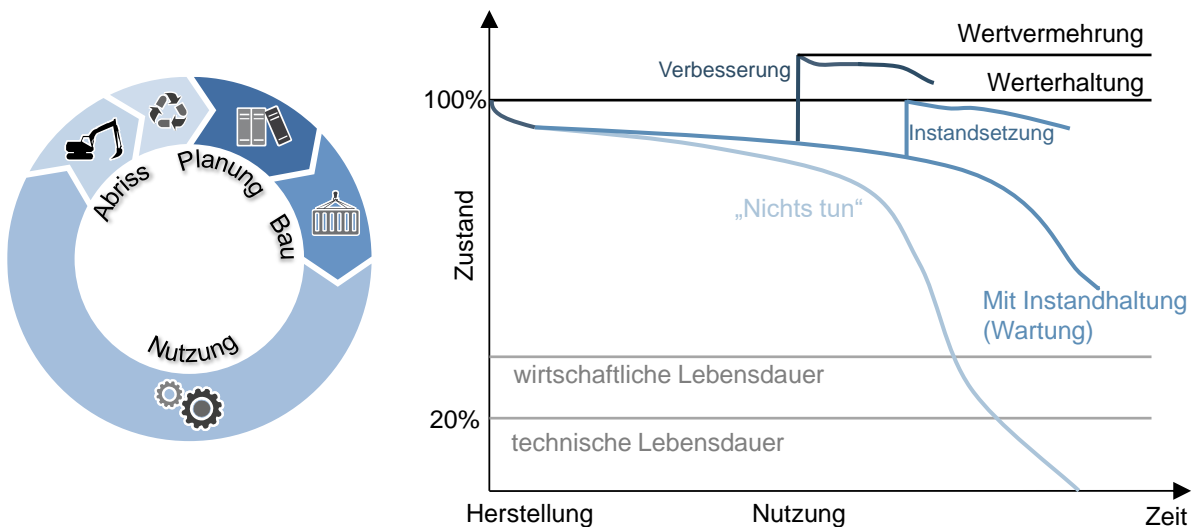 Abriss
Planung
Bau
Nutzung
Zustand
100%
20%
Wertvermehrung
Verbesserung
Werterhaltung
Instandsetzung
„Nichts tun“
Mit Instandhaltung
(Wartung)
wirtschaftliche Lebensdauer
technische Lebensdauer
Herstellung
Nutzung
Zeit